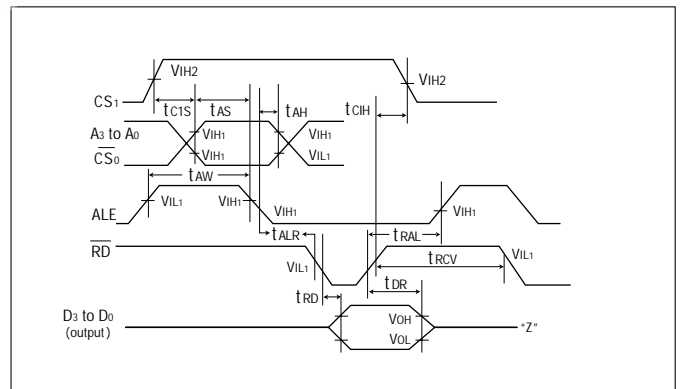 VIH2
VIH2
CS1
tC1S
tAS
tAH
tCIH
A3 to A0
VIH1
VIH1
CS0
VIH1
VIL1
tAW
ALE
VIL1
VIH1
VIH1
VIH1
tALR
tRAL
RD
VIL1
tRCV
VIL1
tRD
tDR
D3 to D0
(output)
VOH
VOL
"Z"